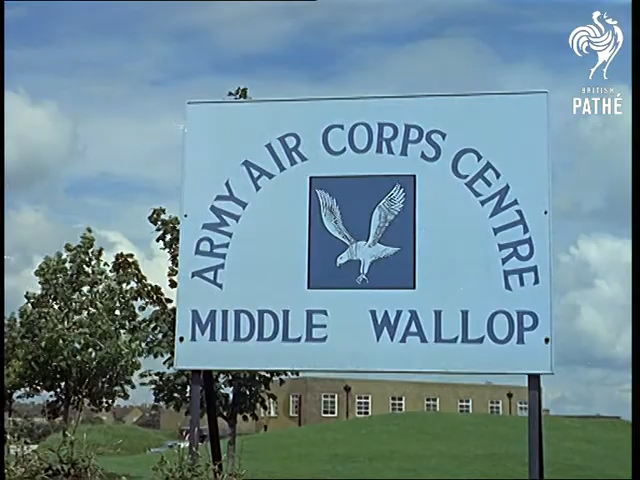 BRITISH
PATHÉ
ARMY AIR CORPS CENTRE
MIDDLE WALLOP